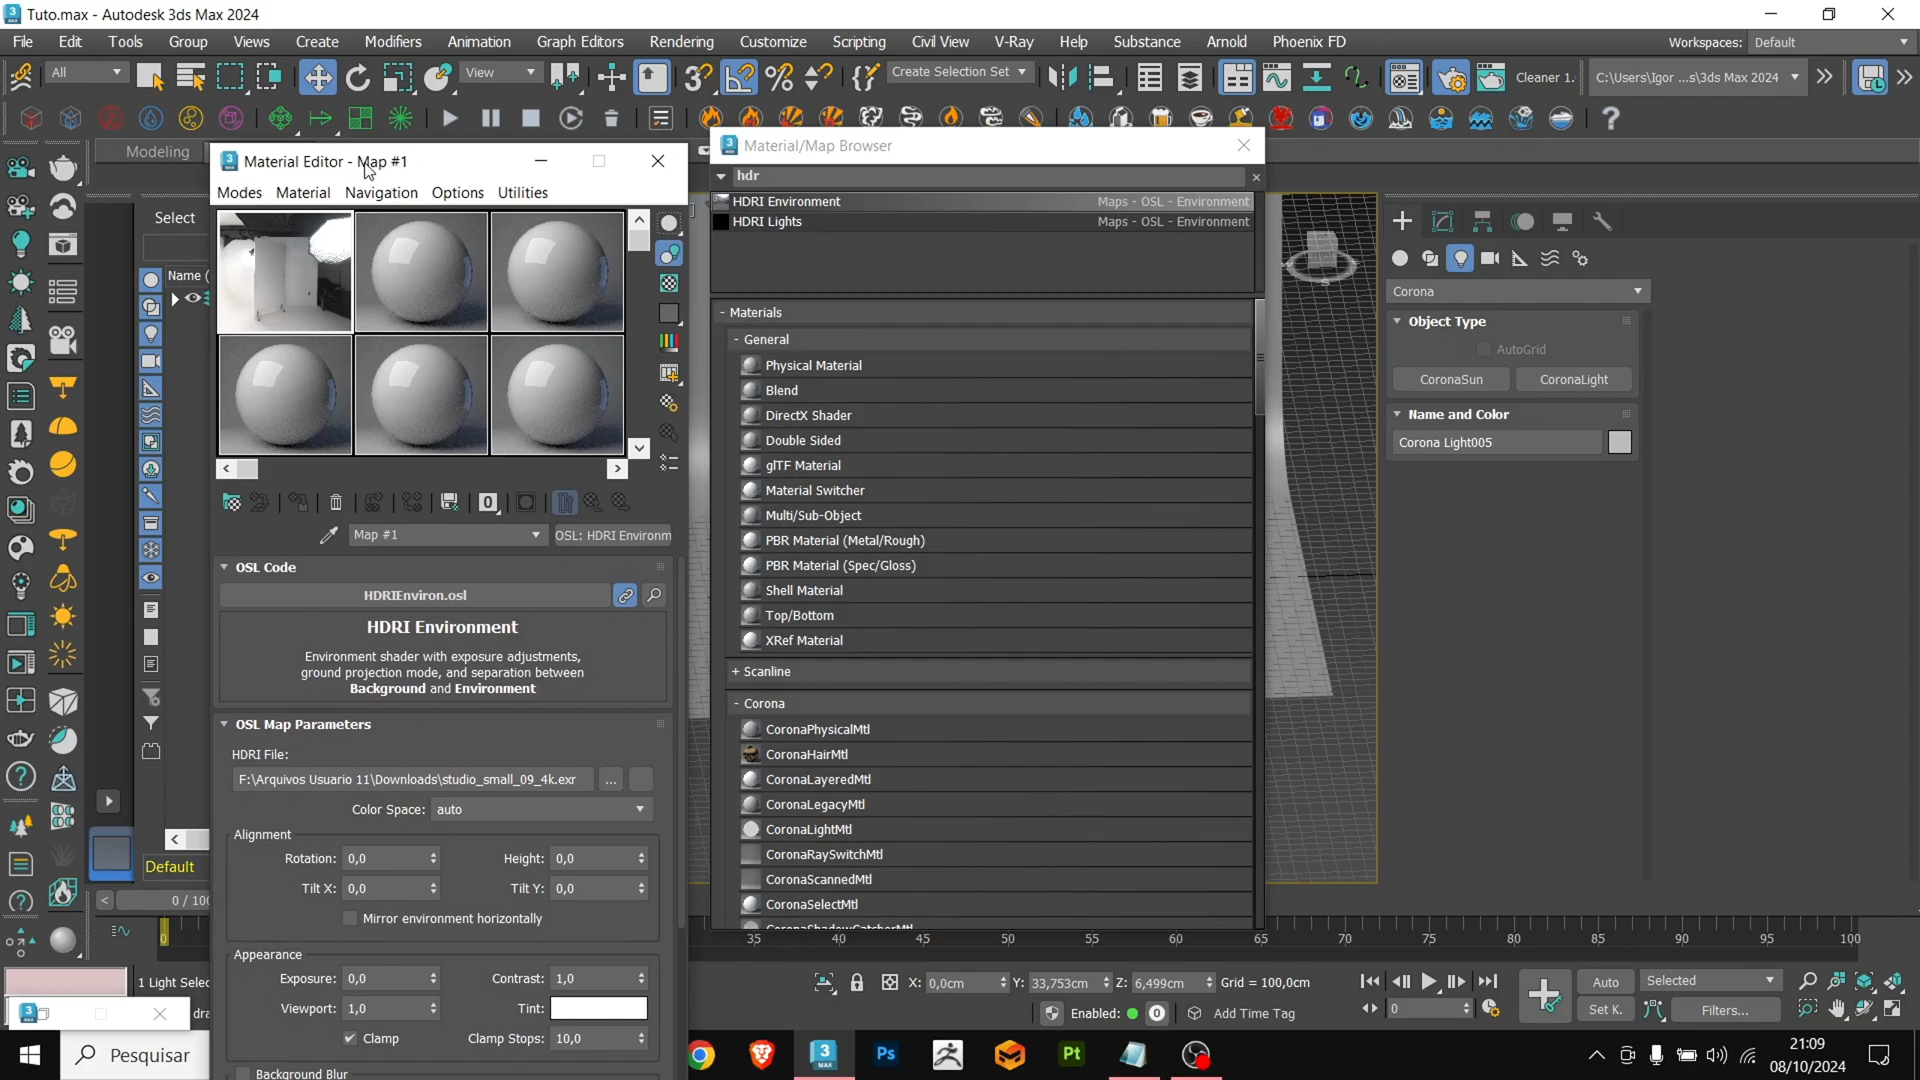 Tuto.max - Autodesk 3ds Max 2024
File Edit Tools Group Views Create Modifiers Animation Graph Editors Rendering Customize Scripting Civil View V-Ray Help Substance Arnold Phoenix FD
Workspaces: Default
All
View
Create Selection Set
Cleaner 1.
C:\Users\Igor ...s\3ds Max 2024
Modeling
Material Editor - Map #1
Modes Material Navigation Options Utilities
Select
Name (
Map #1
OSL: HDRI Environm
OSL Code
HDRIEnviron.osl
HDRI Environment
Environment shader with exposure adjustments,
ground projection mode, and separation between
Background and Environment
OSL Map Parameters
HDRI File:
F:\Arquivos Usuario 11\Downloads\studio_small_09_4k.exr
...
Color Space: auto
Alignment
Rotation: 0,0 Height: 0,0
Tilt X: 0,0 Tilt Y: 0,0
Mirror environment horizontally
Appearance
Exposure: 0,0 Contrast: 1,0
Viewport: 1,0 Tint:
Clamp Clamp Stops: 10,0
Background Blur
Material/Map Browser
hdr
HDRI Environment Maps - OSL - Environment
HDRI Lights Maps - OSL - Environment
- Materials
- General
Physical Material
Blend
DirectX Shader
Double Sided
glTF Material
Material Switcher
Multi/Sub-Object
PBR Material (Metal/Rough)
PBR Material (Spec/Gloss)
Shell Material
Top/Bottom
XRef Material
+ Scanline
- Corona
CoronaPhysicalMtl
CoronaHairMtl
CoronaLayeredMtl
CoronaLegacyMtl
CoronaLightMtl
CoronaRaySwitchMtl
CoronaScannedMtl
CoronaSelectMtl
CoronaShadowCatcherMtl
Corona
Object Type
AutoGrid
CoronaSun CoronaLight
Name and Color
Corona Light005
Default
0 / 100
0 35 40 45 50 55 60 65 70 75 80 85 90 95 100
1 Light Selec
X: 0,0cm Y: 33,753cm Z: 6,499cm Grid = 100,0cm
Auto Selected
Enabled: 0 Add Time Tag
0
Set K. Filters...
Pesquisar
Ps
Pt
21:09
08/10/2024